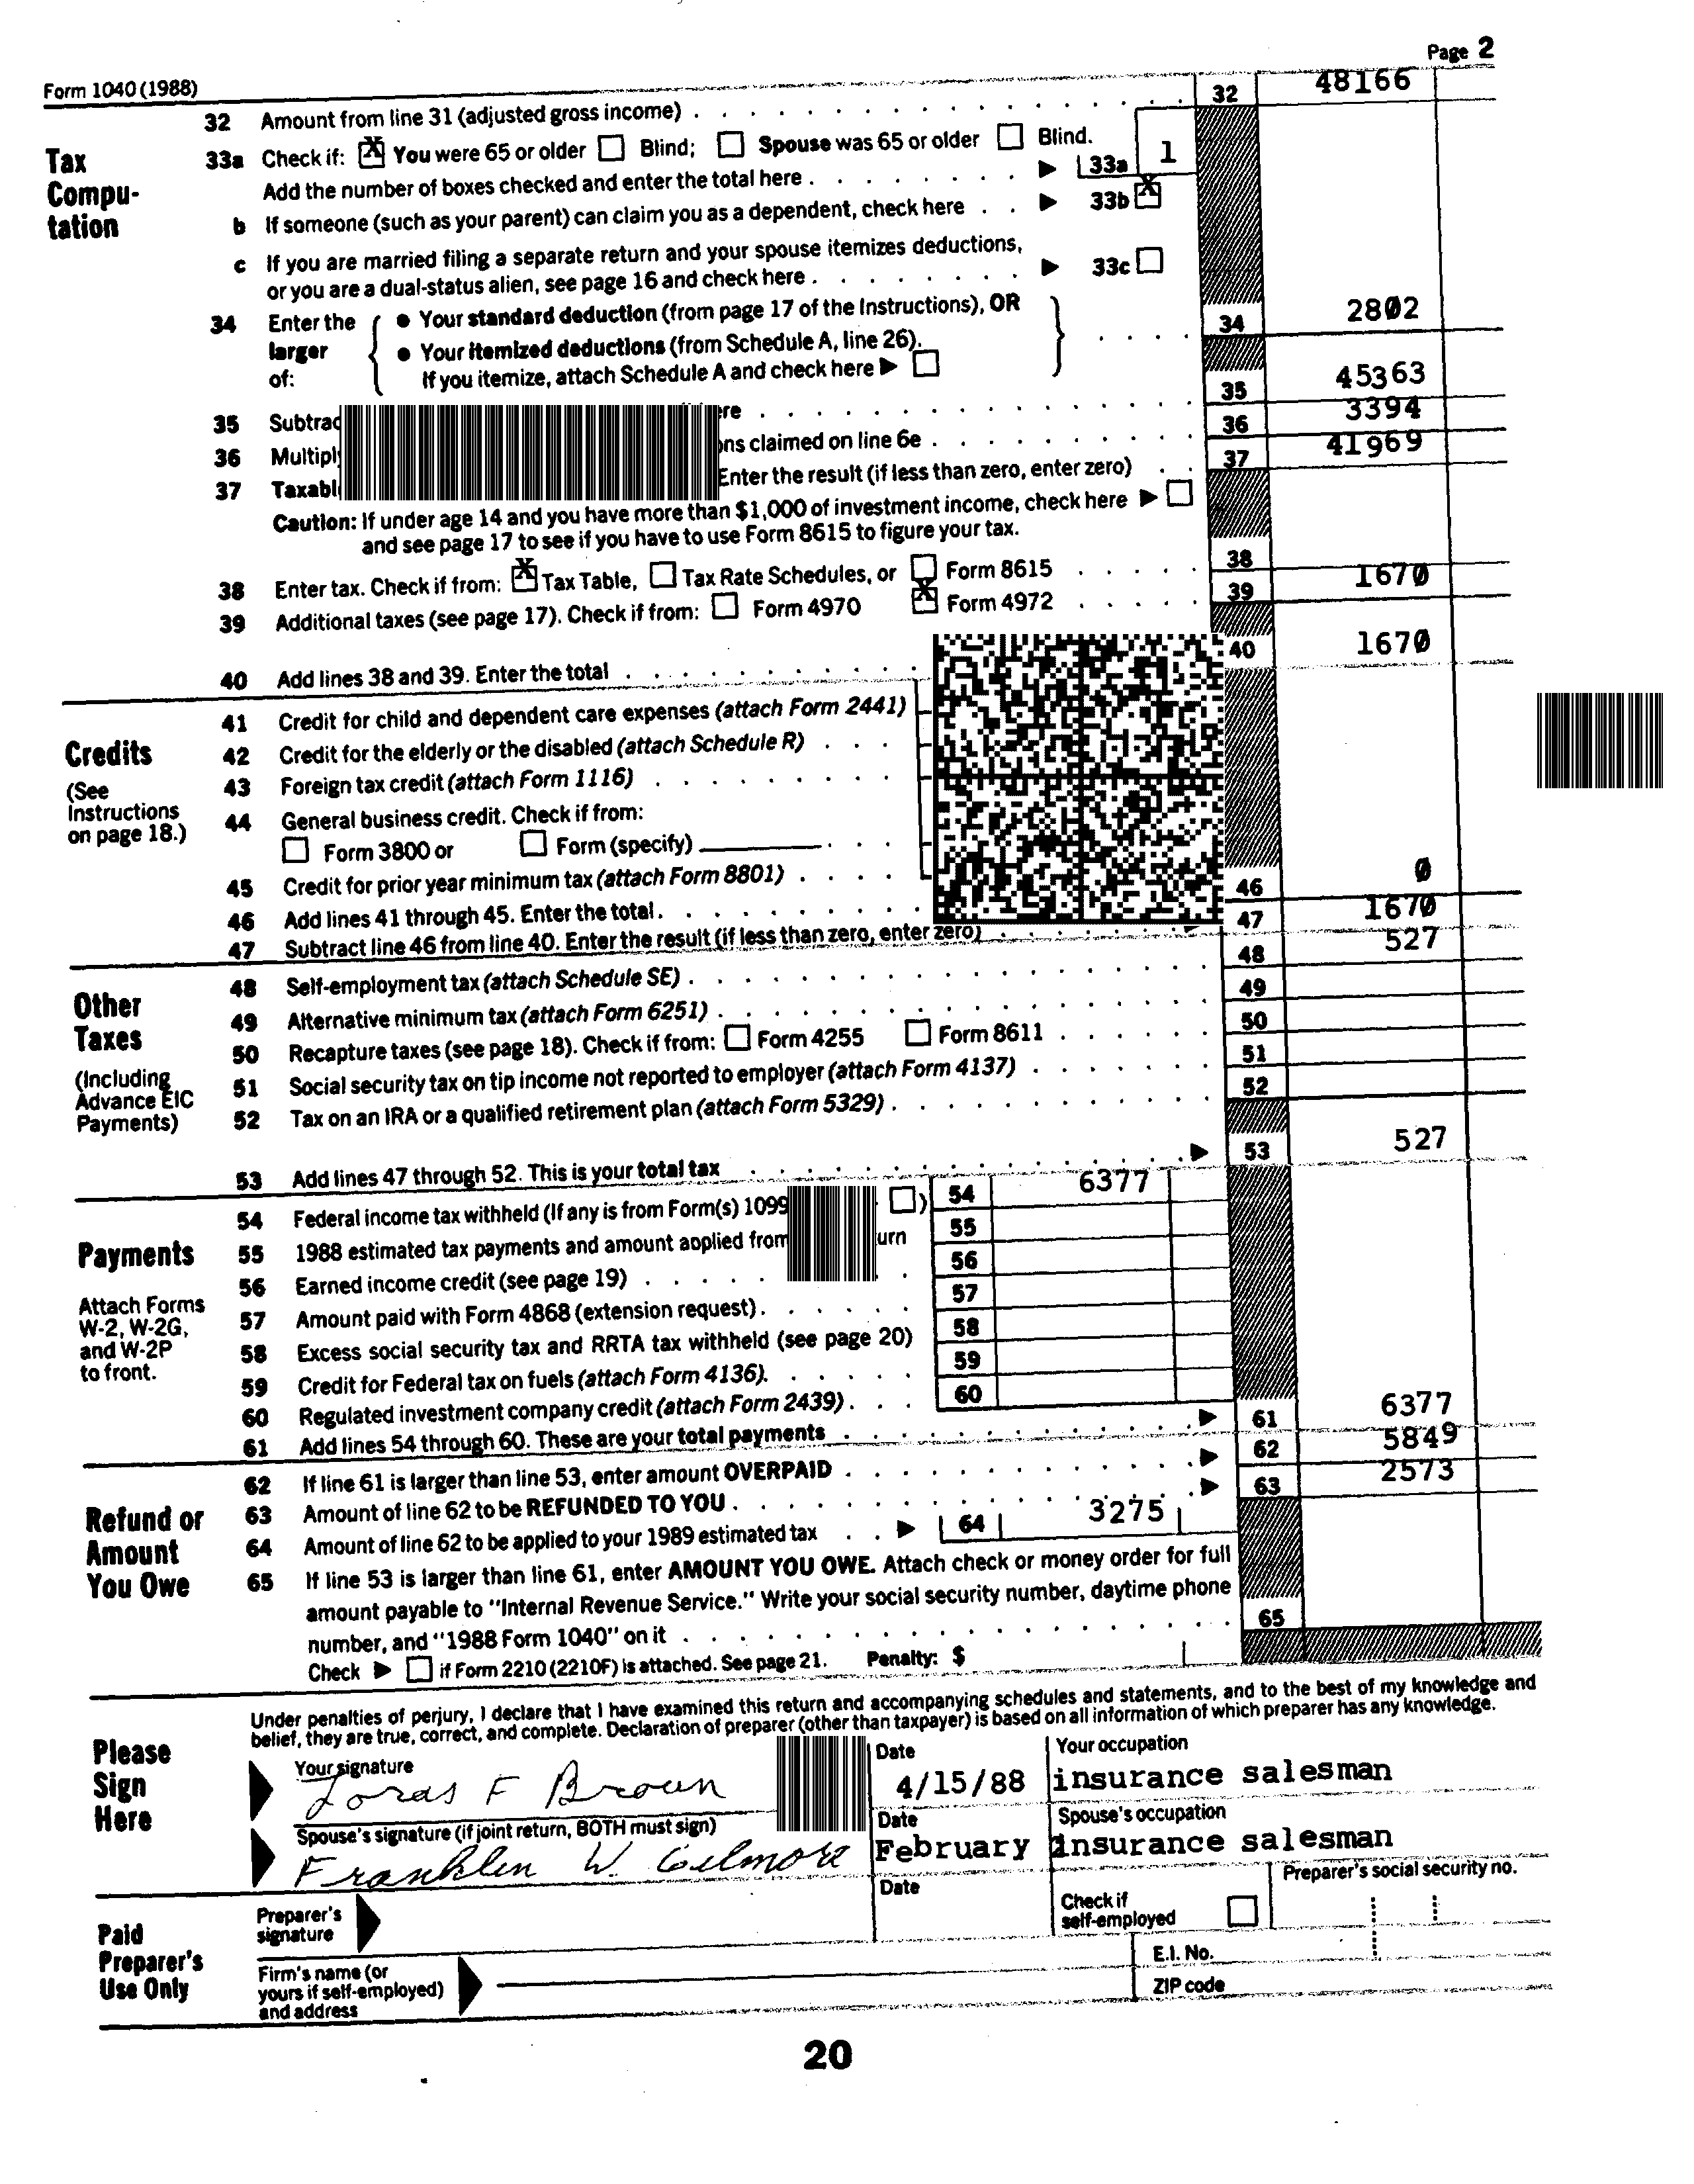 Page 2
Form 1040 (1988)
32 Amount from line 31 (adjusted gross income) . . . 32 48166
Tax Compu-tation
33a Check if: X You were 65 or older Blind; Spouse was 65 or older Blind.
Add the number of boxes checked and enter the total here . . . 33a 1
b If someone (such as your parent) can claim you as a dependent, check here . . 33b X
c If you are married filing a separate return and your spouse itemizes deductions,
or you are a dual-status alien, see page 16 and check here . . . 33c
34 Enter the larger of: { • Your standard deduction (from page 17 of the Instructions), OR
• Your itemized deductions (from Schedule A, line 26).
If you itemize, attach Schedule A and check here } . . . . 34 2802
35 Subtrac ere . . . 35 45363
36 Multipl ons claimed on line 6e . . . 36 3394
37 Taxabl Enter the result (if less than zero, enter zero) . . 37 41969
Caution: If under age 14 and you have more than $1,000 of investment income, check here
and see page 17 to see if you have to use Form 8615 to figure your tax.
38 Enter tax. Check if from: X Tax Table, Tax Rate Schedules, or Form 8615 . . . 38
39 Additional taxes (see page 17). Check if from: Form 4970 X Form 4972 . . . 39 1670
40 Add lines 38 and 39. Enter the total . . . 40 1670
Credits
(See Instructions on page 18.)
41 Credit for child and dependent care expenses (attach Form 2441)
42 Credit for the elderly or the disabled (attach Schedule R) . . .
43 Foreign tax credit (attach Form 1116) . . .
44 General business credit. Check if from:
Form 3800 or Form (specify)
45 Credit for prior year minimum tax (attach Form 8801) . . . .
46 Add lines 41 through 45. Enter the total . . . 46 0
47 Subtract line 46 from line 40. Enter the result (if less than zero, enter zero) . . . 47 1670
48 Self-employment tax (attach Schedule SE) . . . 48 527
Other Taxes
(Including Advance EIC Payments)
49 Alternative minimum tax (attach Form 6251) . . . 49
50 Recapture taxes (see page 18). Check if from: Form 4255 Form 8611 . . . 50
51 Social security tax on tip income not reported to employer (attach Form 4137) . . . 51
52 Tax on an IRA or a qualified retirement plan (attach Form 5329) . . . 52
53 Add lines 47 through 52. This is your total tax . . . 53 527
Payments
Attach Forms W-2, W-2G, and W-2P to front.
54 Federal income tax withheld (If any is from Form(s) 1099 ) 54 6377
55 1988 estimated tax payments and amount applied from urn 55
56 Earned income credit (see page 19) . . . 56
57 Amount paid with Form 4868 (extension request) . . . 57
58 Excess social security tax and RRTA tax withheld (see page 20) 58
59 Credit for Federal tax on fuels (attach Form 4136). . . . 59
60 Regulated investment company credit (attach Form 2439) . . . 60
61 Add lines 54 through 60. These are your total payments . . . 61 6377
62 If line 61 is larger than line 53, enter amount OVERPAID . . . 62 5849
Refund or Amount You Owe
63 Amount of line 62 to be REFUNDED TO YOU . . . 63 2573
64 Amount of line 62 to be applied to your 1989 estimated tax . . 64 3275
65 If line 53 is larger than line 61, enter AMOUNT YOU OWE. Attach check or money order for full
amount payable to "Internal Revenue Service." Write your social security number, daytime phone
number, and "1988 Form 1040" on it . . . 65
Check if Form 2210 (2210F) is attached. See page 21. Penalty: $
Under penalties of perjury, I declare that I have examined this return and accompanying schedules and statements, and to the best of my knowledge and
belief, they are true, correct, and complete. Declaration of preparer (other than taxpayer) is based on all information of which preparer has any knowledge.
Please Sign Here
Your signature Date Your occupation
Loras F Broun 4/15/88 insurance salesman
Spouse's signature (if joint return, BOTH must sign) Date Spouse's occupation
Franklin W. Gilmore February insurance salesman
Paid Preparer's Use Only
Preparer's signature Date Check if self-employed Preparer's social security no.
Firm's name (or yours if self-employed) and address E.I. No.
ZIP code
20